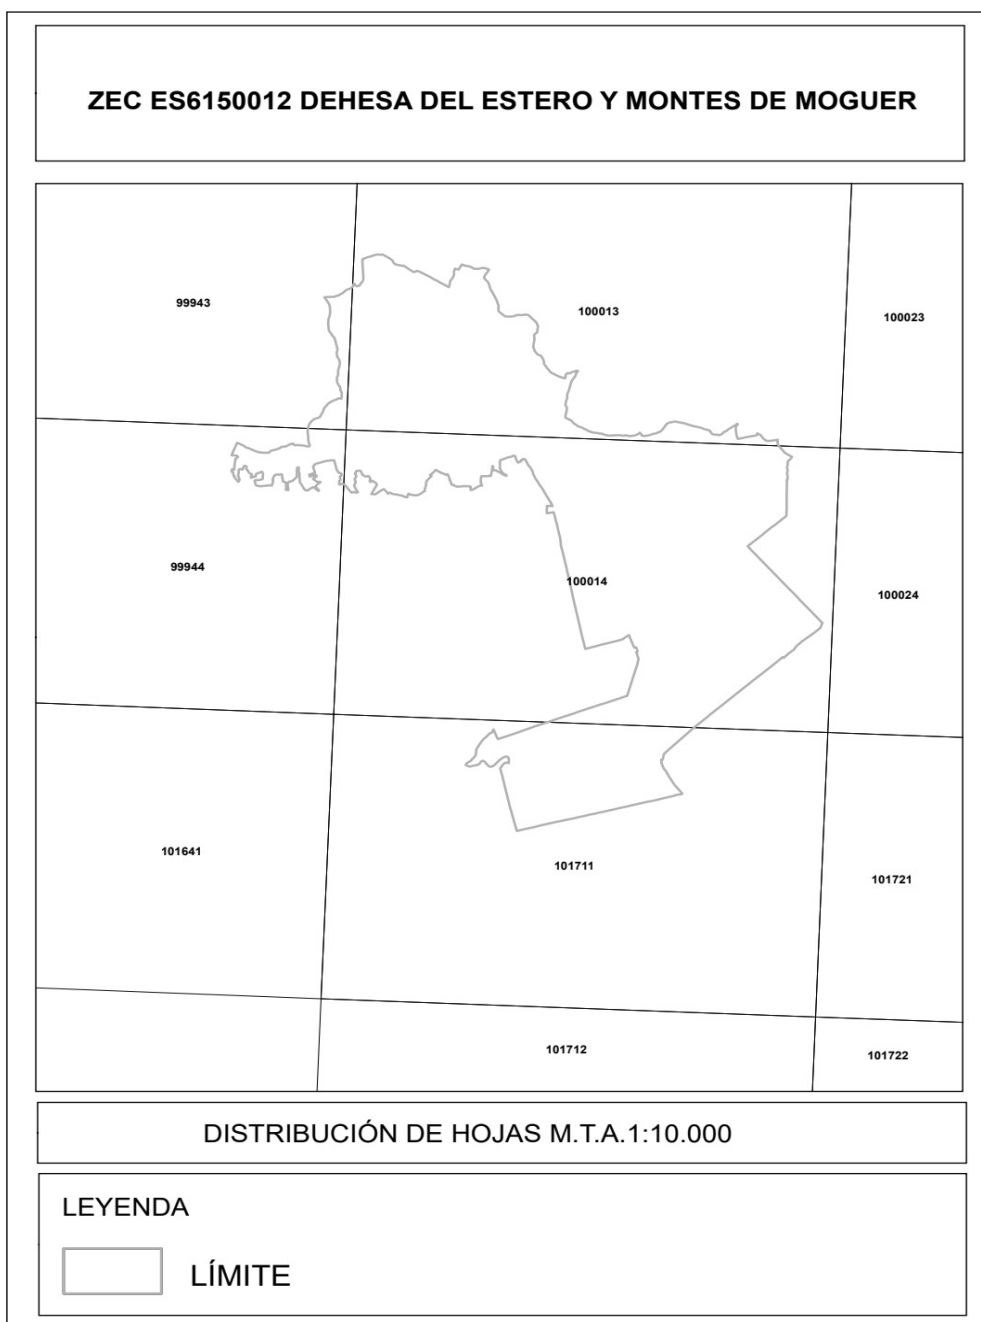 ZEC ES6150012 DEHESA DEL ESTERO Y MONTES DE MOGUER
99943
100013
100023
99944
100014
100024
101641
101711
101721
101712
101722
DISTRIBUCIÓN DE HOJAS M.T.A.1:10.000
LEYENDA
LÍMITE